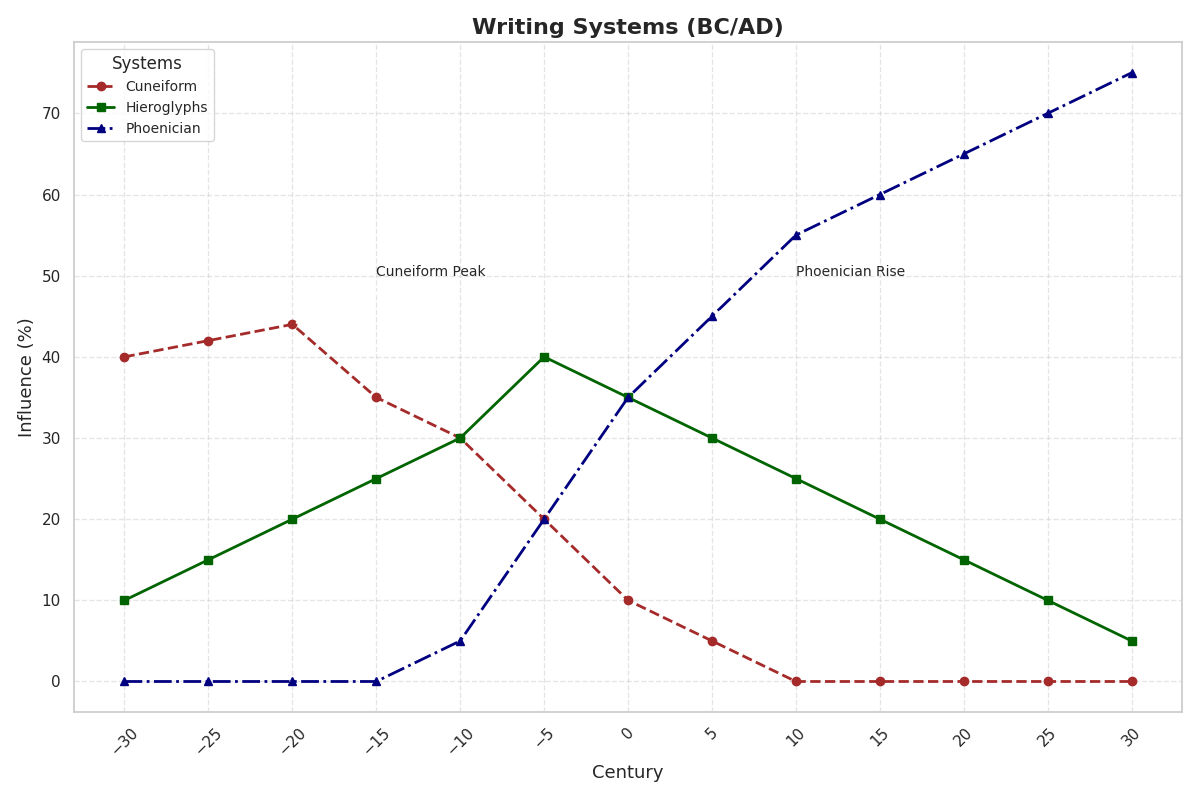 Writing Systems (BC/AD)
Systems
Cuneiform
Hieroglyphs
Phoenician
Cuneiform Peak
Phoenician Rise
Influence (%)
70
60
50
40
30
20
10
0
−30 −25 −20 −15 −10 −5 0 5 10 15 20 25 30
Century